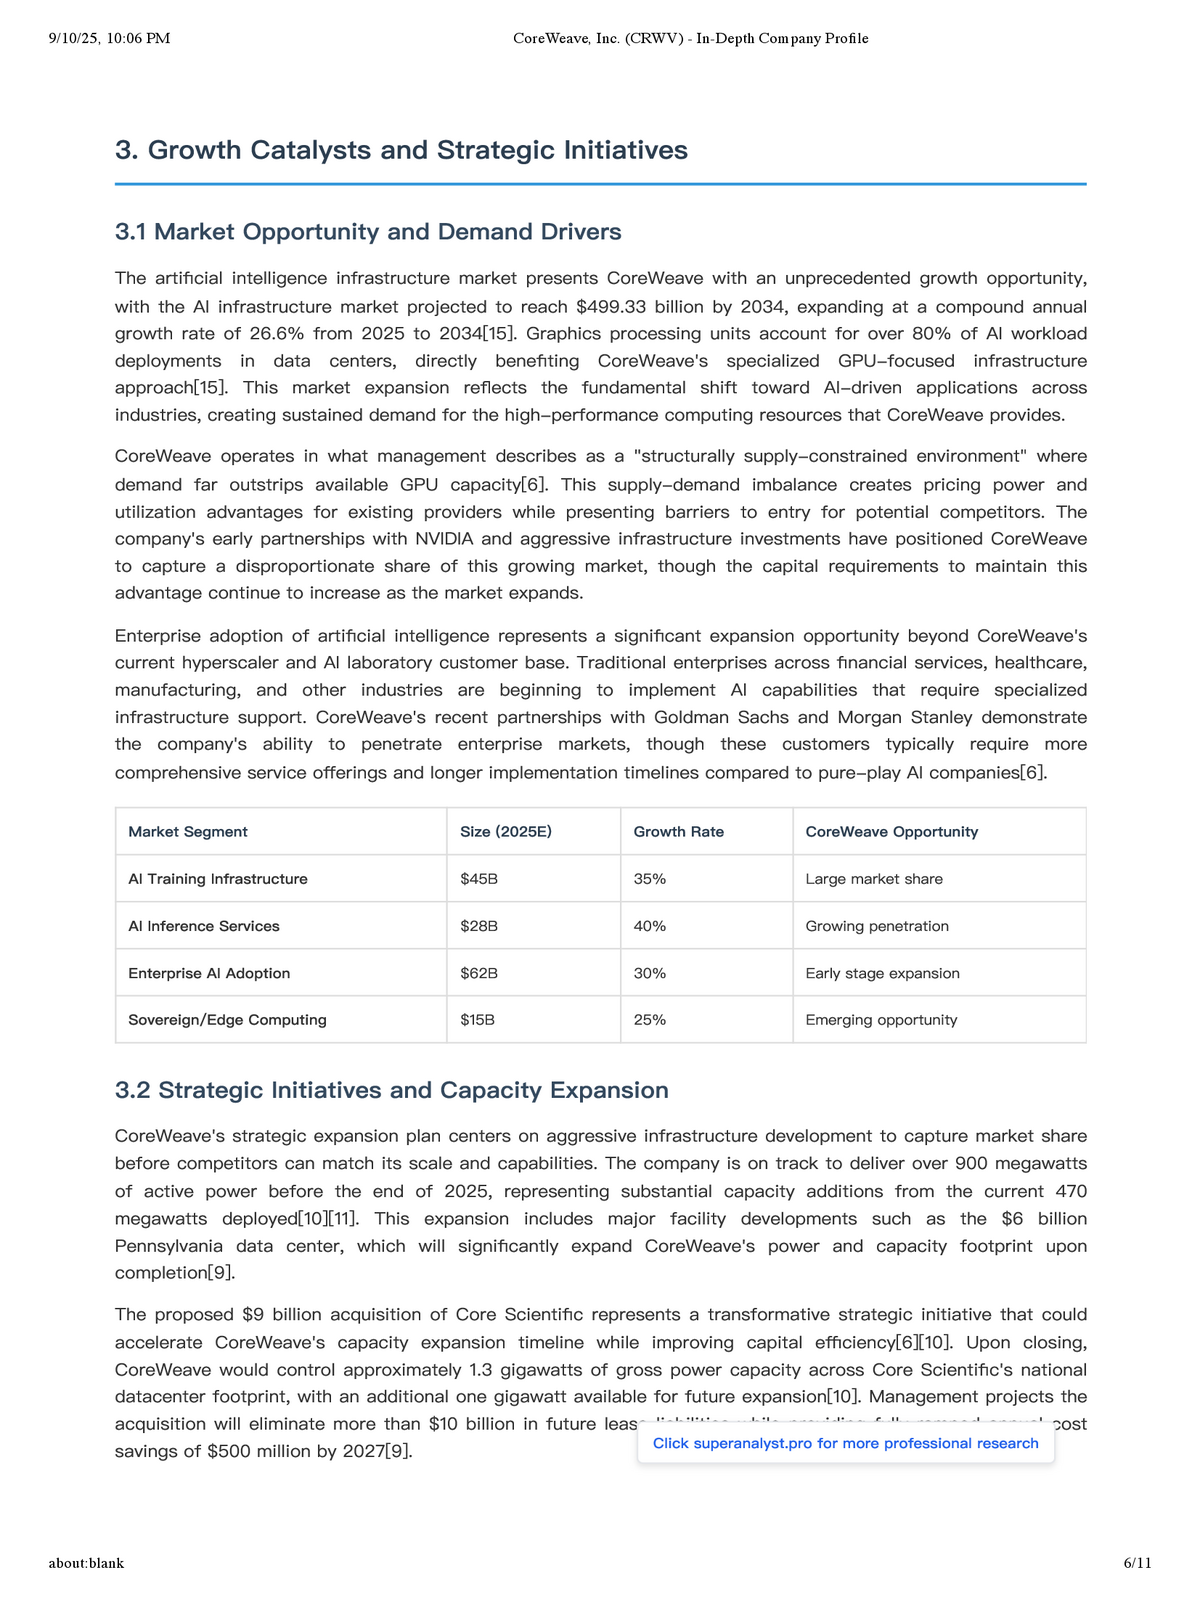 9/10/25, 10:06 PM
CoreWeave, Inc. (CRWV) - In-Depth Company Profile
3. Growth Catalysts and Strategic Initiatives
3.1 Market Opportunity and Demand Drivers
The artificial intelligence infrastructure market presents CoreWeave with an unprecedented growth opportunity,
with the AI infrastructure market projected to reach $499.33 billion by 2034, expanding at a compound annual
growth rate of 26.6% from 2025 to 2034[15]. Graphics processing units account for over 80% of AI workload
deployments in data centers, directly benefiting CoreWeave's specialized GPU-focused infrastructure
approach[15]. This market expansion reflects the fundamental shift toward AI-driven applications across
industries, creating sustained demand for the high-performance computing resources that CoreWeave provides.
CoreWeave operates in what management describes as a "structurally supply-constrained environment" where
demand far outstrips available GPU capacity[6]. This supply-demand imbalance creates pricing power and
utilization advantages for existing providers while presenting barriers to entry for potential competitors. The
company's early partnerships with NVIDIA and aggressive infrastructure investments have positioned CoreWeave
to capture a disproportionate share of this growing market, though the capital requirements to maintain this
advantage continue to increase as the market expands.
Enterprise adoption of artificial intelligence represents a significant expansion opportunity beyond CoreWeave's
current hyperscaler and AI laboratory customer base. Traditional enterprises across financial services, healthcare,
manufacturing, and other industries are beginning to implement AI capabilities that require specialized
infrastructure support. CoreWeave's recent partnerships with Goldman Sachs and Morgan Stanley demonstrate
the company's ability to penetrate enterprise markets, though these customers typically require more
comprehensive service offerings and longer implementation timelines compared to pure-play AI companies[6].
Market Segment Size (2025E) Growth Rate CoreWeave Opportunity
AI Training Infrastructure $45B 35% Large market share
AI Inference Services $28B 40% Growing penetration
Enterprise AI Adoption $62B 30% Early stage expansion
Sovereign/Edge Computing $15B 25% Emerging opportunity
3.2 Strategic Initiatives and Capacity Expansion
CoreWeave's strategic expansion plan centers on aggressive infrastructure development to capture market share
before competitors can match its scale and capabilities. The company is on track to deliver over 900 megawatts
of active power before the end of 2025, representing substantial capacity additions from the current 470
megawatts deployed[10][11]. This expansion includes major facility developments such as the $6 billion
Pennsylvania data center, which will significantly expand CoreWeave's power and capacity footprint upon
completion[9].
The proposed $9 billion acquisition of Core Scientific represents a transformative strategic initiative that could
accelerate CoreWeave's capacity expansion timeline while improving capital efficiency[6][10]. Upon closing,
CoreWeave would control approximately 1.3 gigawatts of gross power capacity across Core Scientific's national
datacenter footprint, with an additional one gigawatt available for future expansion[10]. Management projects the
acquisition will eliminate more than $10 billion in future lease cost
savings of $500 million by 2027[9].
Click superanalyst.pro for more professional research
about:blank
6/11